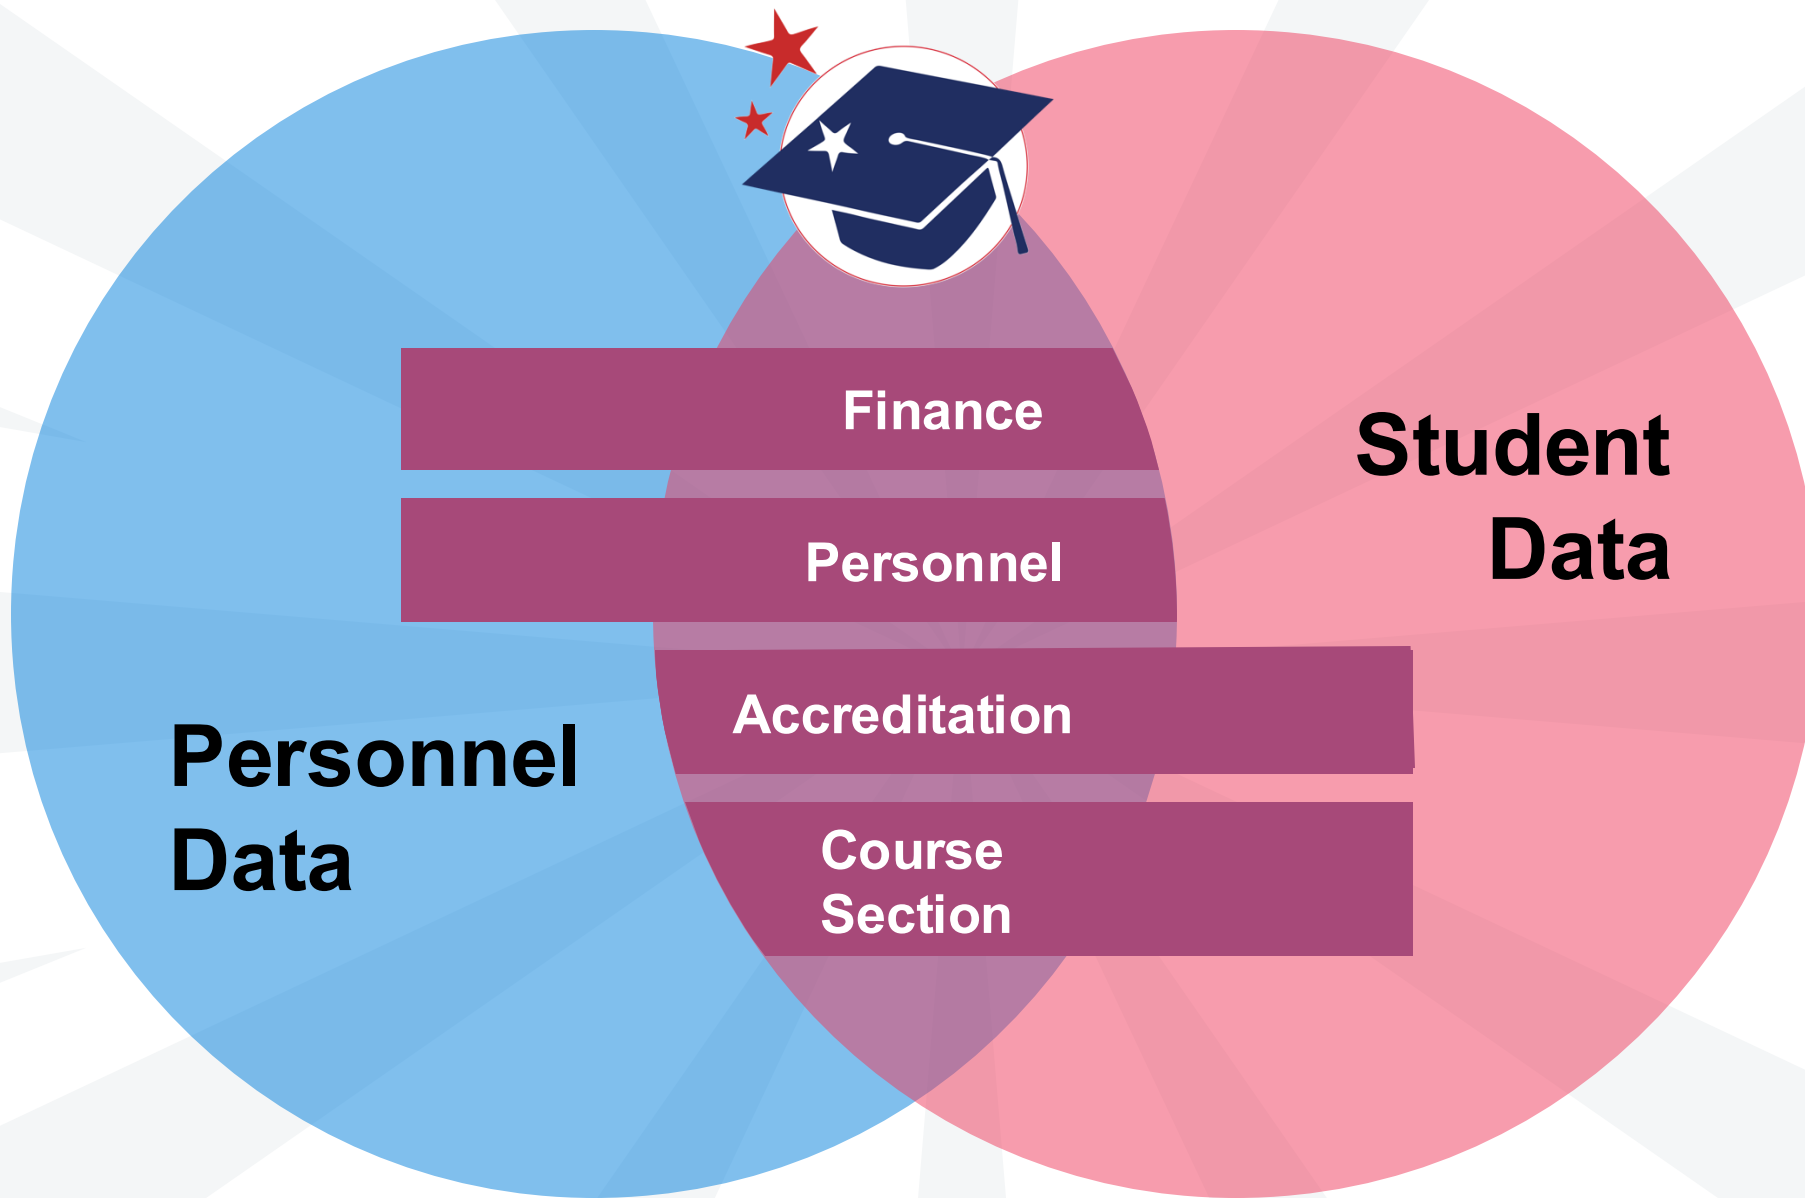 Finance
Personnel
Accreditation
Course
Section
Student
Data
Personnel
Data